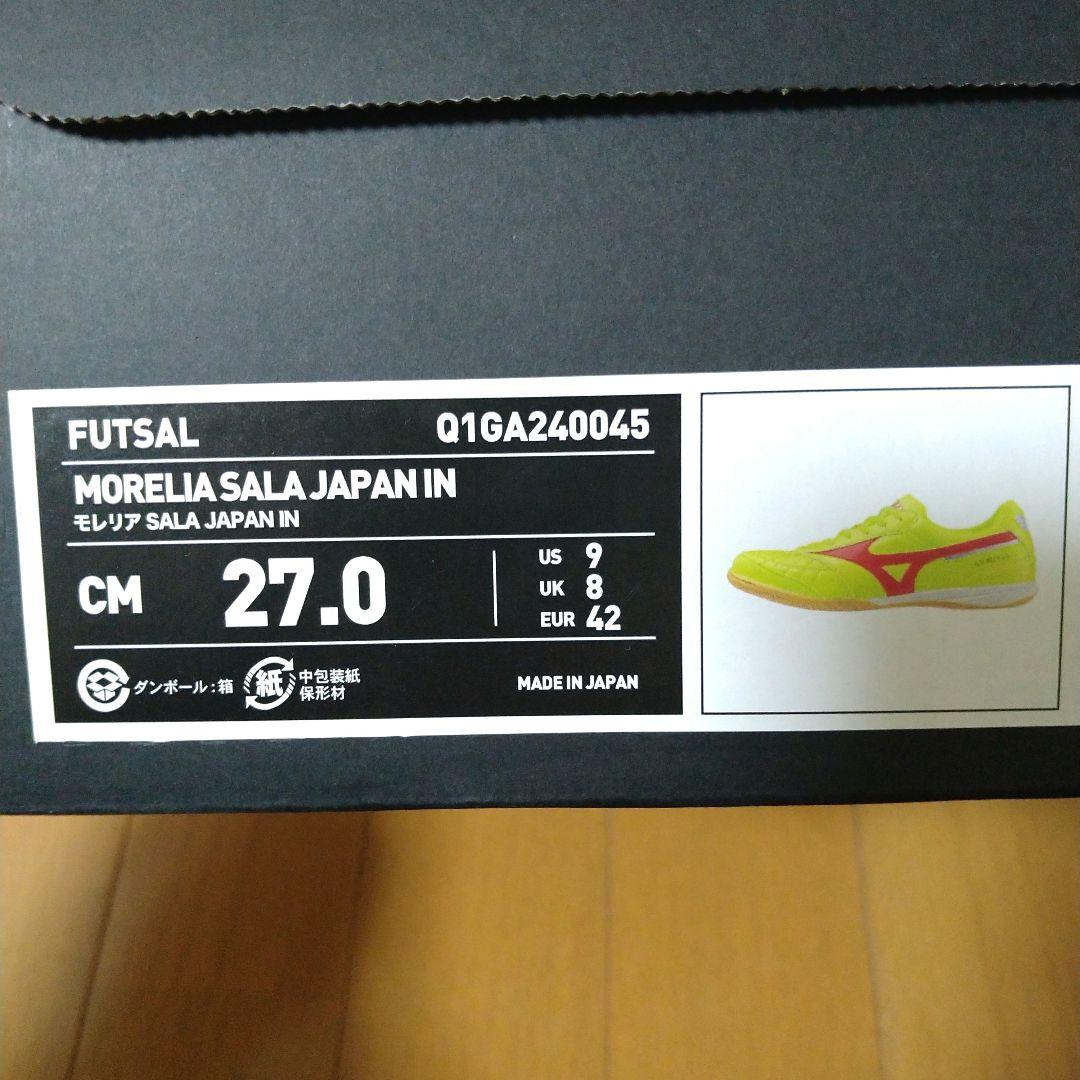 FUTSAL Q1GA240045
MORELIA SALA JAPAN IN
モレリア SALA JAPAN IN
CM 27.0
US 9
UK 8
EUR 42
ダンボール:箱
紙
中包装紙
保形材
MADE IN JAPAN